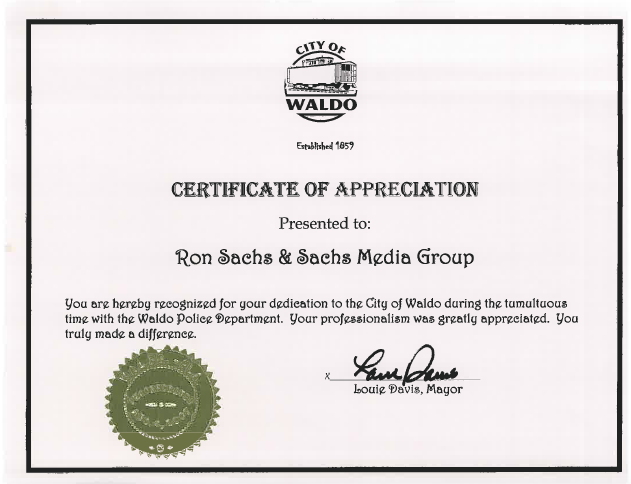 CITY OF
WALDO
Established 1859
CERTIFICATE OF APPRECIATION
Presented to:
Ron Sachs & Sachs Media Group
You are hereby recognized for your dedication to the City of Waldo during the tumultuous
time with the Waldo Police Department. Your professionalism was greatly appreciated. You
truly made a difference.
x
Louie Davis, Mayor